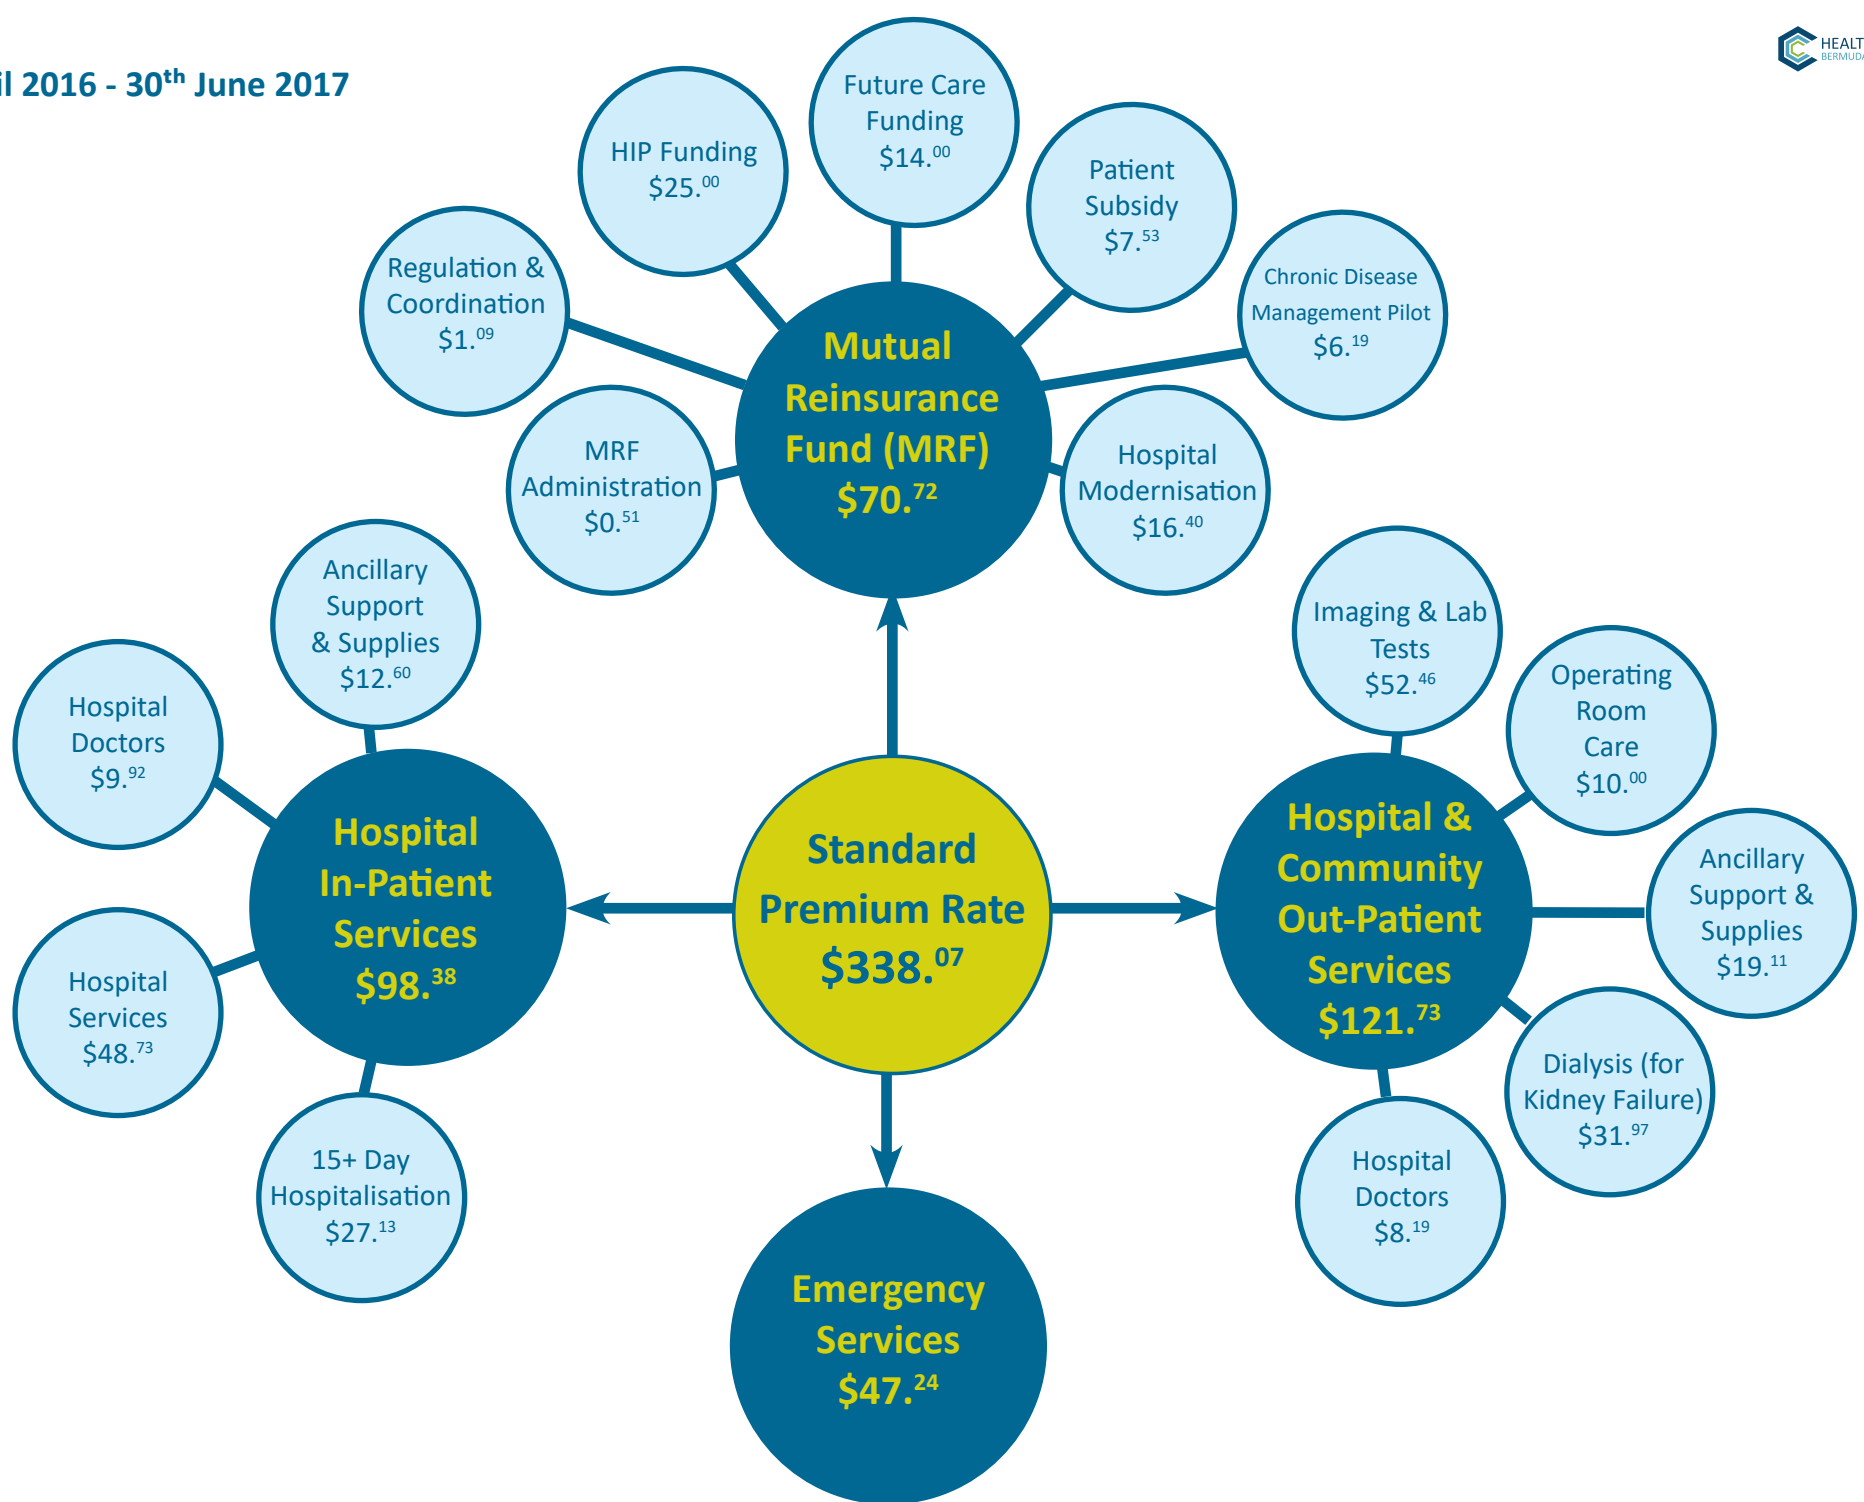 2016 - 30th June 2017
BERMUDA
Future Care
Funding
$14.00
HIP Funding
$25.00
Patient
Subsidy
$7.53
Regulation &
Coordination
$1.09
Chronic Disease
Management Pilot
$6.19
Mutual
Reinsurance
Fund (MRF)
$70.72
MRF
Administration
$0.51
Hospital
Modernisation
$16.40
Ancillary
Support
& Supplies
$12.60
Hospital
Doctors
$9.92
Hospital
In-Patient
Services
$98.38
Hospital
Services
$48.73
15+ Day
Hospitalisation
$27.13
Standard
Premium Rate
$338.07
Imaging & Lab
Tests
$52.46
Operating
Room
Care
$10.00
Hospital &
Community
Out-Patient
Services
$121.73
Ancillary
Support &
Supplies
$19.11
Dialysis (for
Kidney Failure)
$31.97
Hospital
Doctors
$8.19
Emergency
Services
$47.24